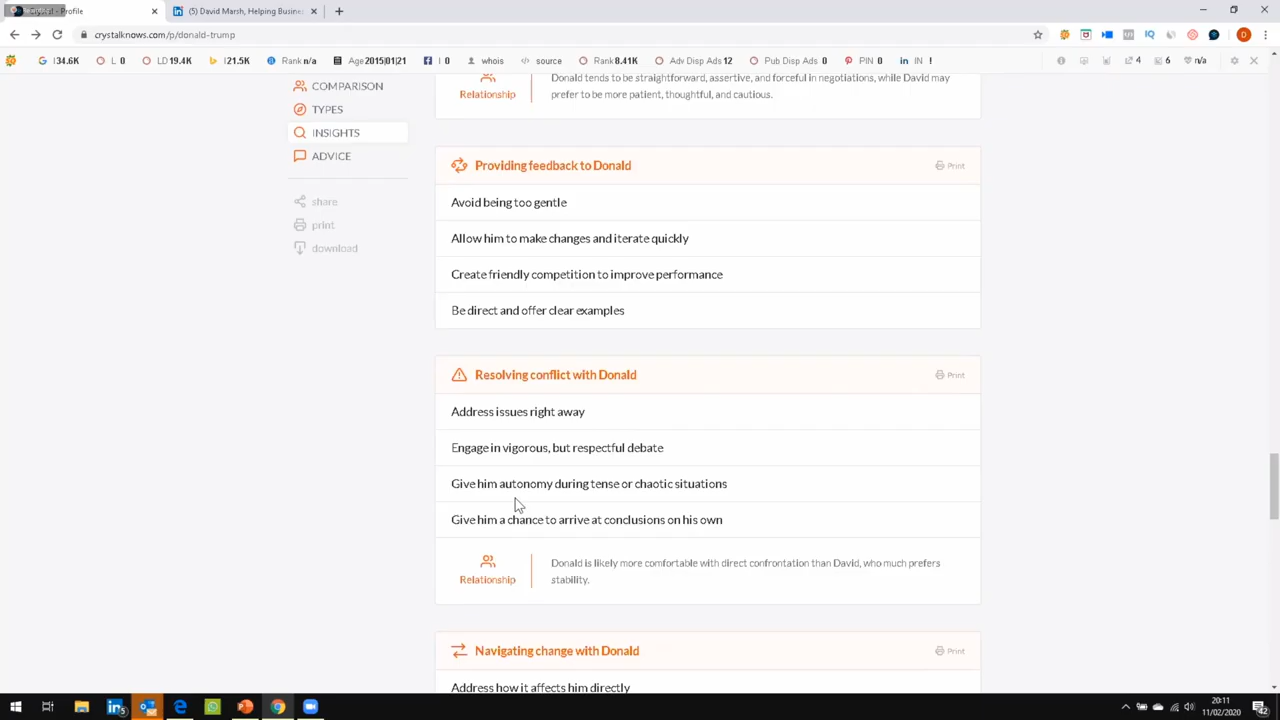 Crystal - Profile
(5) David Marsh, Helping Busine
crystalknows.com/p/donald-trump
I 34.6K
L 0
LD 19.4K
I 21.5K
Rank n/a
Age 2015|01|21
I 0
whois
source
Rank 8.41K
Adv Disp Ads 12
Pub Disp Ads 0
PIN 0
IN !
4
6
n/a
COMPARISON
TYPES
INSIGHTS
ADVICE
share
print
download
Relationship
Donald tends to be straightforward, assertive, and forceful in negotiations, while David may
prefer to be more patient, thoughtful, and cautious.
Providing feedback to Donald
Print
Avoid being too gentle
Allow him to make changes and iterate quickly
Create friendly competition to improve performance
Be direct and offer clear examples
Resolving conflict with Donald
Print
Address issues right away
Engage in vigorous, but respectful debate
Give him autonomy during tense or chaotic situations
Give him a chance to arrive at conclusions on his own
Relationship
Donald is likely more comfortable with direct confrontation than David, who much prefers
stability.
Navigating change with Donald
Print
Address how it affects him directly
20:11
11/02/2020
42